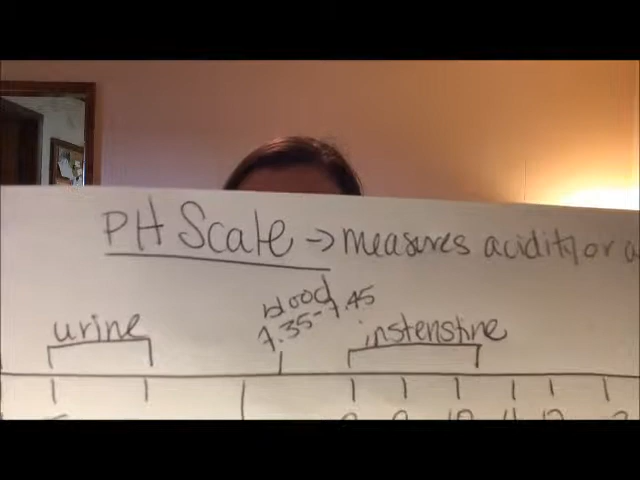 PH Scale → measures acidity or a
blood
7.35-7.45
urine
instenstine